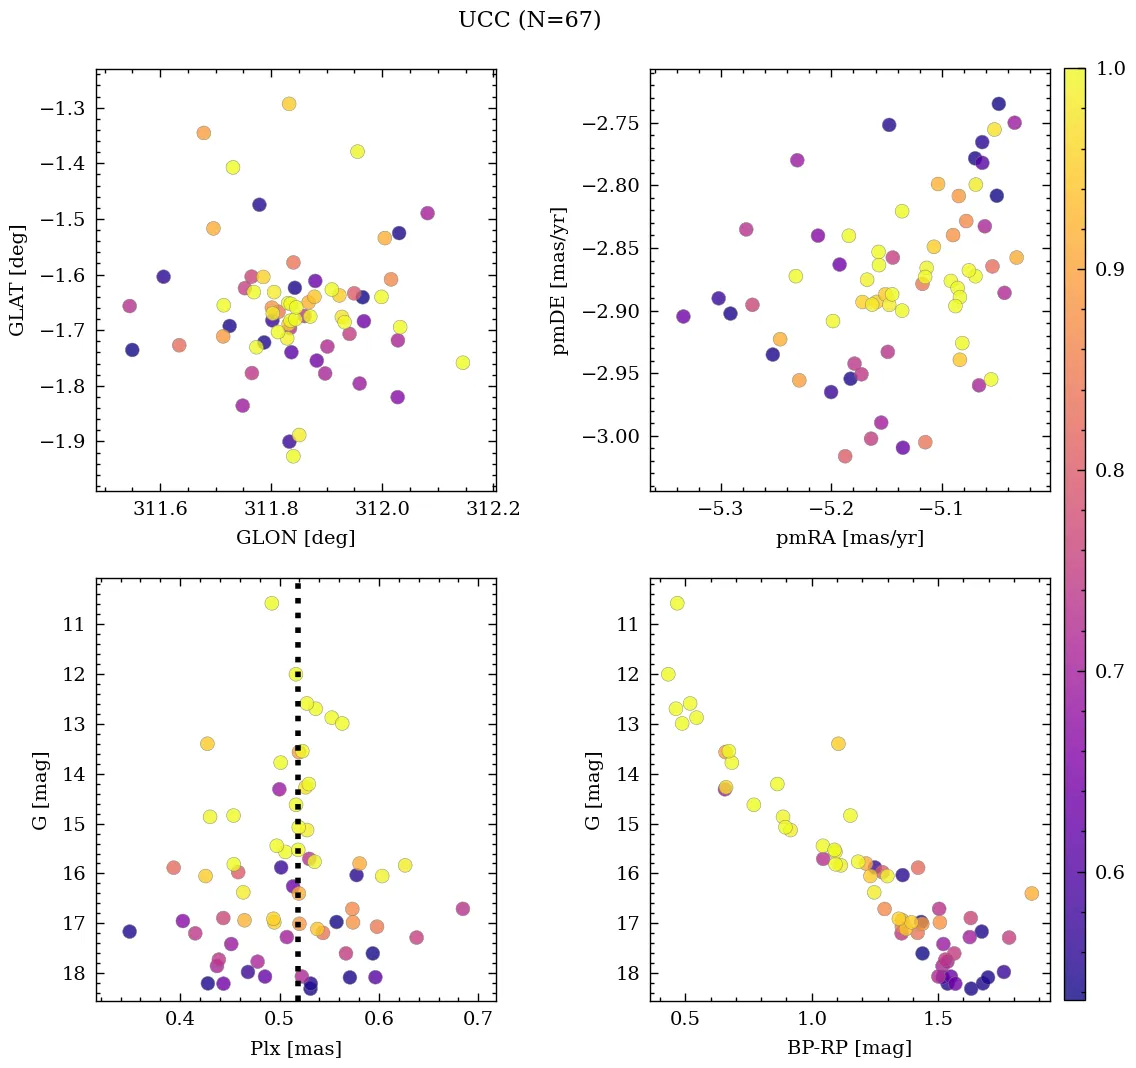 UCC (N=67)
−1.3
−1.4
−1.5
−1.6
−1.7
−1.8
−1.9
GLAT [deg]
311.6 311.8 312.0 312.2
GLON [deg]
−2.75
−2.80
−2.85
−2.90
−2.95
−3.00
pmDE [mas/yr]
−5.3 −5.2 −5.1
pmRA [mas/yr]
1.0
0.9
0.8
0.7
0.6
11
12
13
14
15
16
17
18
G [mag]
0.4 0.5 0.6 0.7
Plx [mas]
11
12
13
14
15
16
17
18
G [mag]
0.5 1.0 1.5
BP-RP [mag]